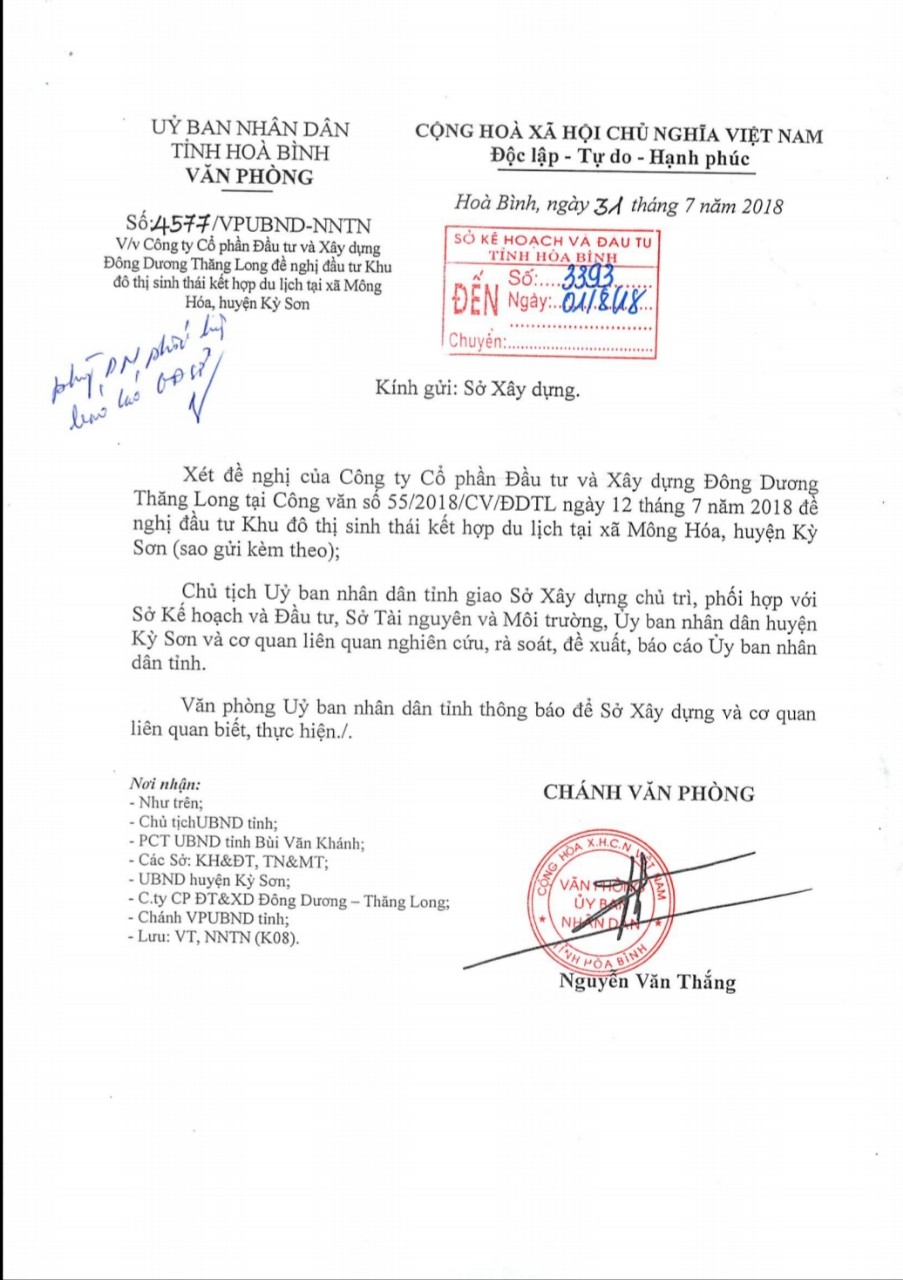 UỶ BAN NHÂN DÂN
TỈNH HOÀ BÌNH
VĂN PHÒNG
CỘNG HOÀ XÃ HỘI CHỦ NGHĨA VIỆT NAM
Độc lập - Tự do - Hạnh phúc
Số:4577/VPUBND-NNTN
V/v Công ty Cổ phần Đầu tư và Xây dựng
Đông Dương Thăng Long đề nghị đầu tư Khu
đô thị sinh thái kết hợp du lịch tại xã Mông
Hóa, huyện Kỳ Sơn
Hoà Bình, ngày 31 tháng 7 năm 2018
SỞ KẾ HOẠCH VÀ ĐẦU TƯ
TỈNH HÒA BÌNH
ĐẾN
Số:....3393
Ngày:..01/8/18...
Chuyển:
Kính gửi: Sở Xây dựng.
Xét đề nghị của Công ty Cổ phần Đầu tư và Xây dựng Đông Dương
Thăng Long tại Công văn số 55/2018/CV/ĐDTL ngày 12 tháng 7 năm 2018 đề
nghị đầu tư Khu đô thị sinh thái kết hợp du lịch tại xã Mông Hóa, huyện Kỳ
Sơn (sao gửi kèm theo);
Chủ tịch Uỷ ban nhân dân tỉnh giao Sở Xây dựng chủ trì, phối hợp với
Sở Kế hoạch và Đầu tư, Sở Tài nguyên và Môi trường, Ủy ban nhân dân huyện
Kỳ Sơn và cơ quan liên quan nghiên cứu, rà soát, đề xuất, báo cáo Ủy ban nhân
dân tỉnh.
Văn phòng Uỷ ban nhân dân tỉnh thông báo để Sở Xây dựng và cơ quan
liên quan biết, thực hiện./.
Nơi nhận:
- Như trên;
- Chủ tịchUBND tỉnh;
- PCT UBND tỉnh Bùi Văn Khánh;
- Các Sở: KH&ĐT, TN&MT;
- UBND huyện Kỳ Sơn;
- C.ty CP ĐT&XD Đông Dương – Thăng Long;
- Chánh VPUBND tỉnh;
- Lưu: VT, NNTN (K08).
CHÁNH VĂN PHÒNG
CỘNG HÒA X.H.C.N VIỆT NAM
VĂN PHÒNG
ỦY BAN
NHÂN DÂN
TỈNH HÒA BÌNH
Nguyễn Văn Thắng